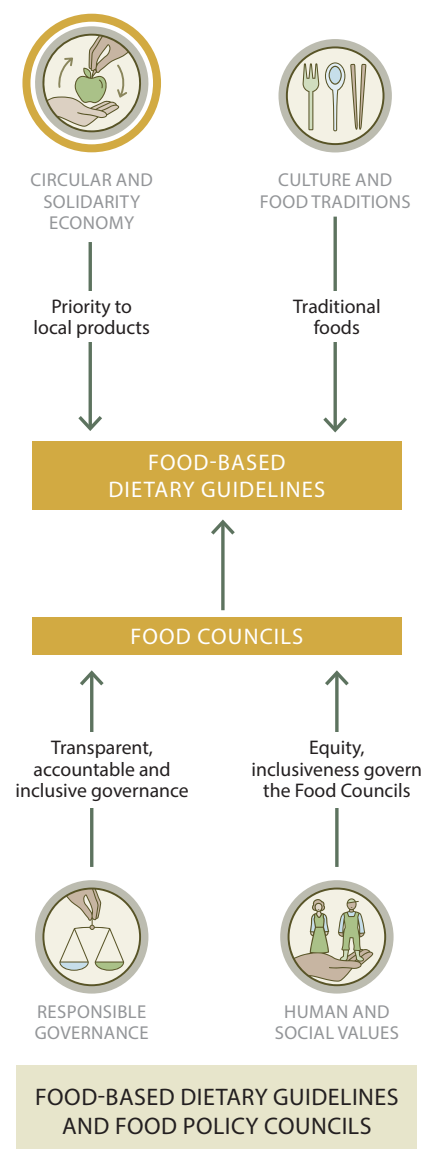 CIRCULAR AND
SOLIDARITY
ECONOMY
CULTURE AND
FOOD TRADITIONS
Priority to
local products
Traditional
foods
FOOD-BASED
DIETARY GUIDELINES
FOOD COUNCILS
Transparent,
accountable and
inclusive governance
Equity,
inclusiveness govern
the Food Councils
RESPONSIBLE
GOVERNANCE
HUMAN AND
SOCIAL VALUES
FOOD-BASED DIETARY GUIDELINES
AND FOOD POLICY COUNCILS